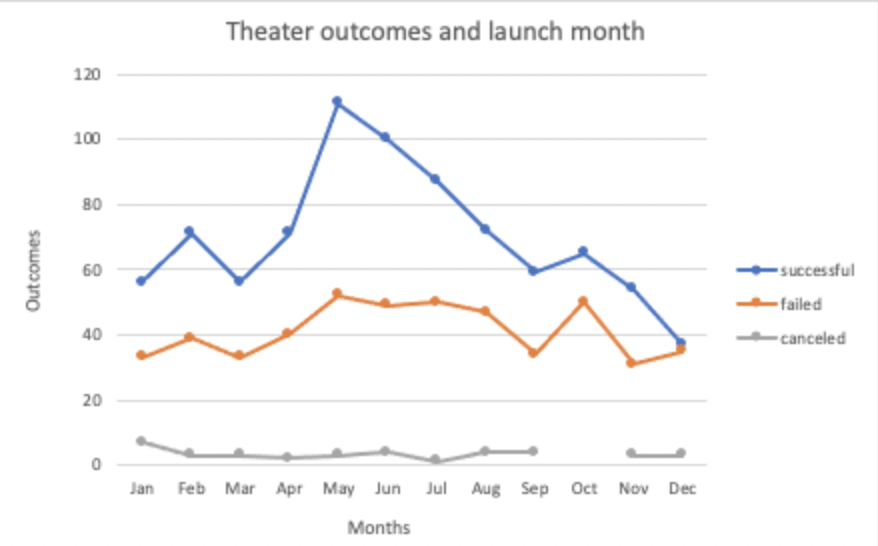 Theater outcomes and launch month
120
100
80
60
40
20
0
Outcomes
Jan Feb Mar Apr May Jun Jul Aug Sep Oct Nov Dec
Months
successful
failed
canceled